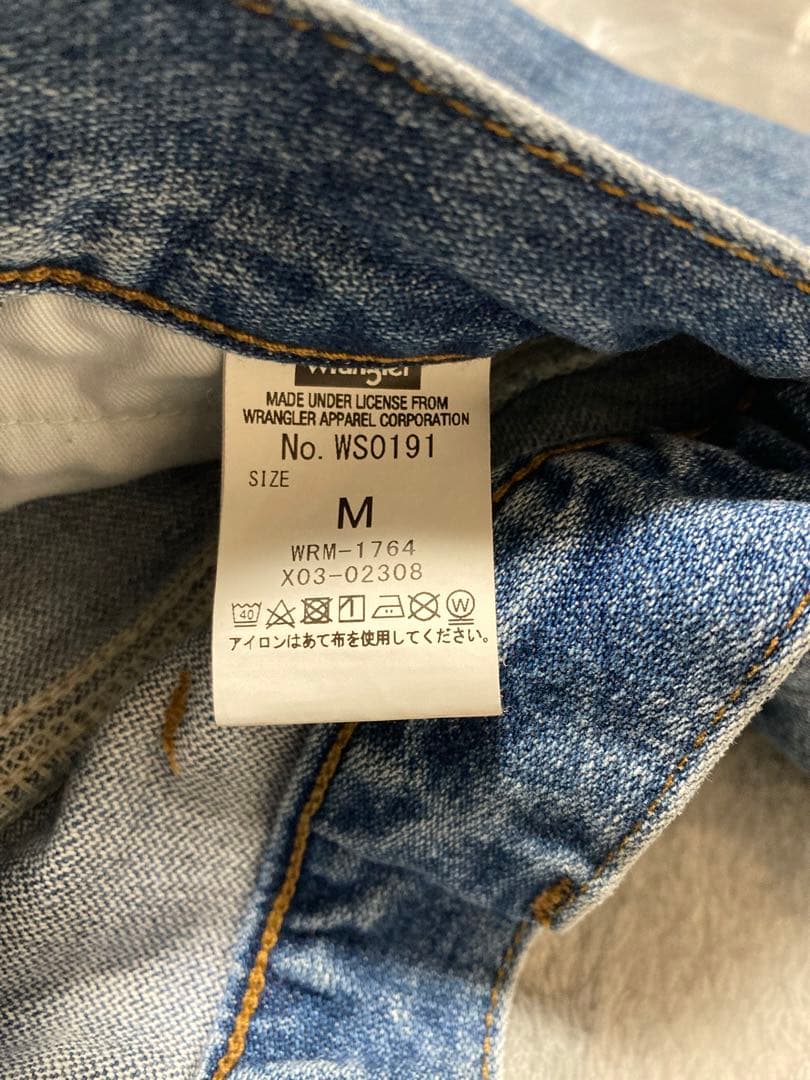 Wrangler
MADE UNDER LICENSE FROM
WRANGLER APPAREL CORPORATION
No. WS0191
SIZE
M
WRM-1764
X03-02308
40 W
アイロンはあて布を使用してください。